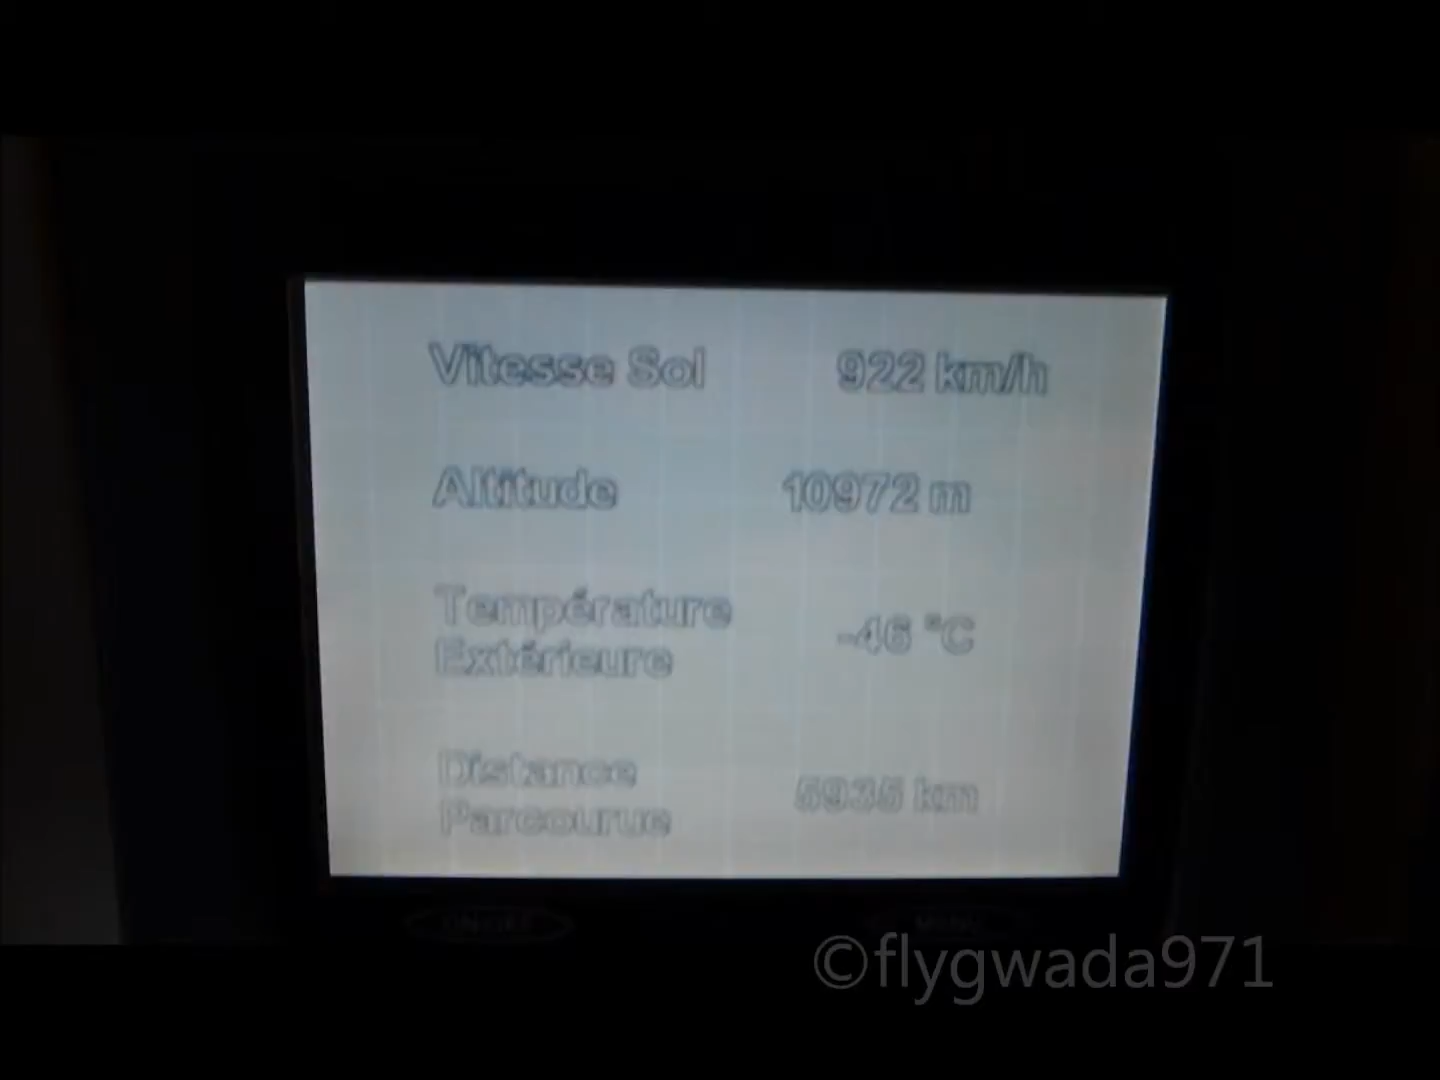 Vitesse Sol 922 km/h
Altitude 10972 m
Température
Extérieure -46 °C
Distance
Parcourue 5935 km
©flygwada971